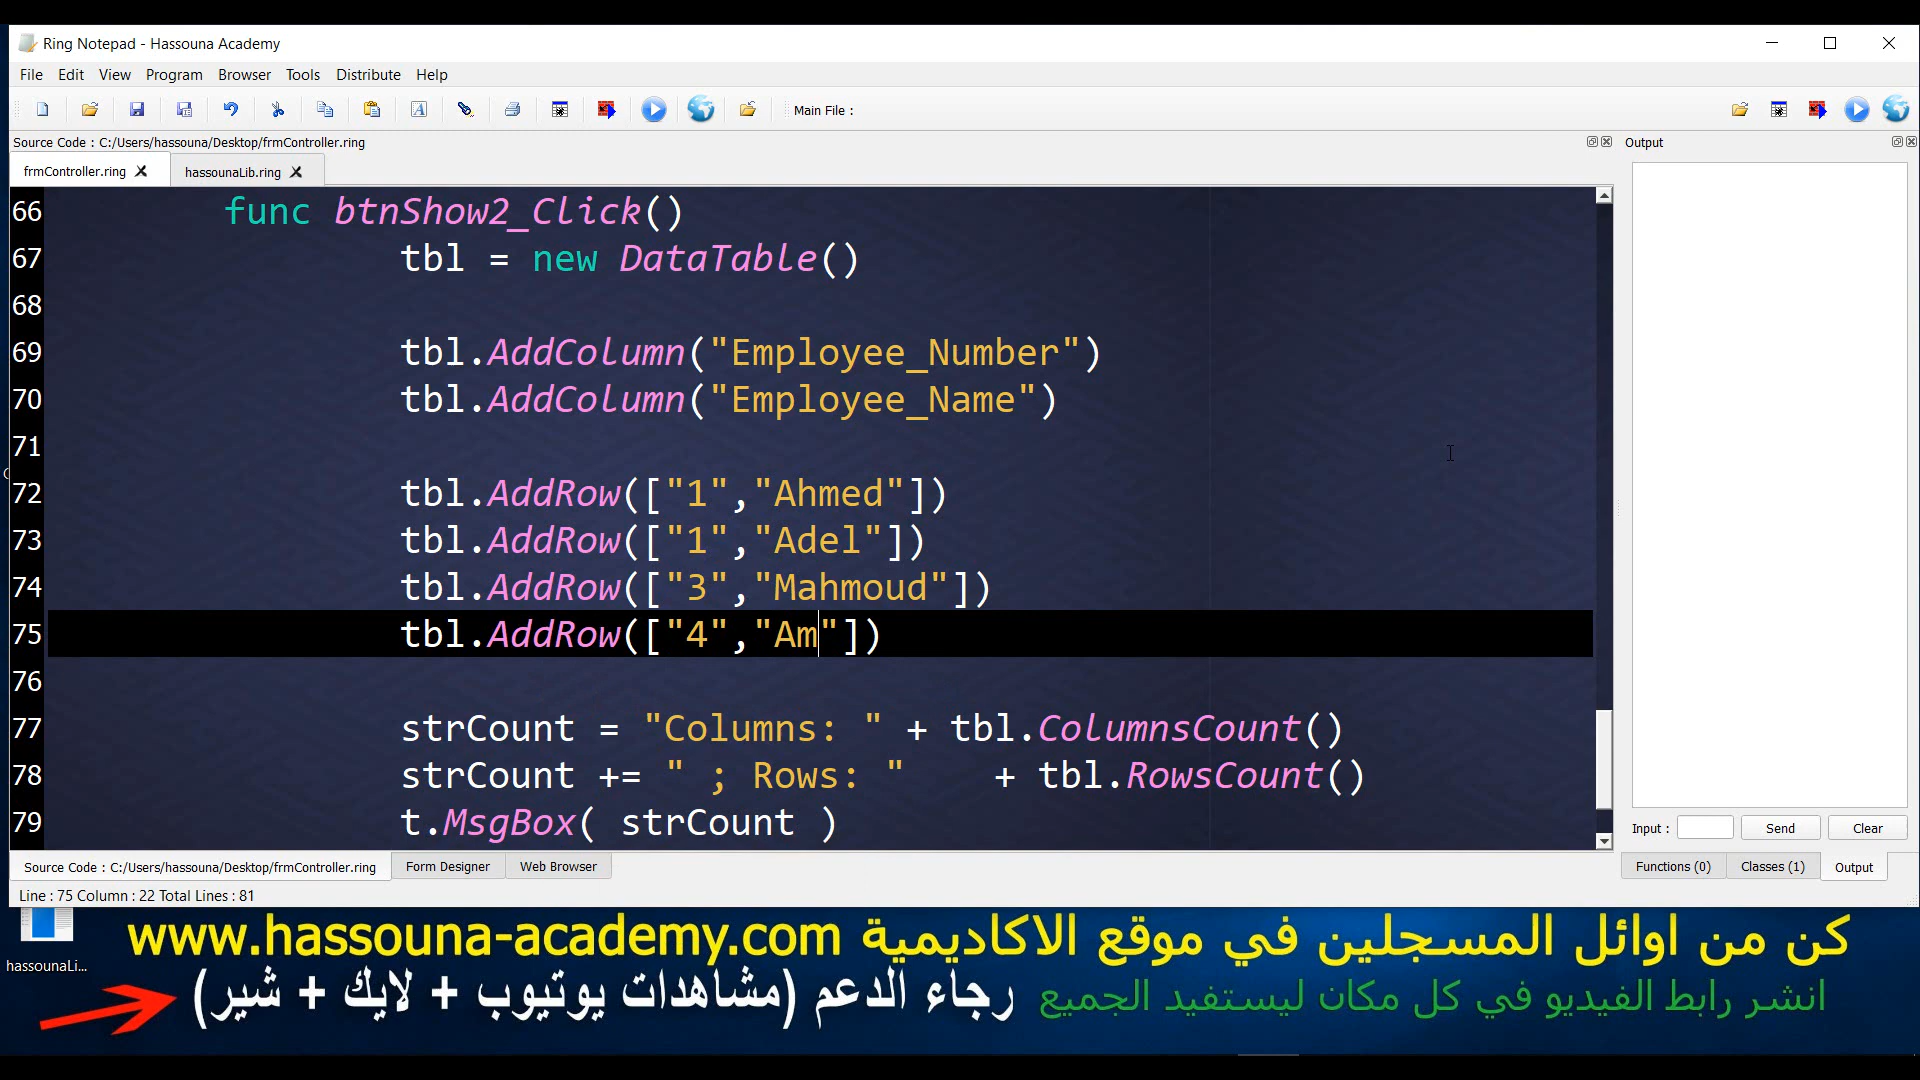 Ring Notepad - Hassouna Academy
File Edit View Program Browser Tools Distribute Help
Main File :
Source Code : C:/Users/hassouna/Desktop/frmController.ring
Output
frmController.ring
hassounaLib.ring
66 func btnShow2_Click()
67 tbl = new DataTable()
68
69 tbl.AddColumn("Employee_Number")
70 tbl.AddColumn("Employee_Name")
71
72 tbl.AddRow(["1","Ahmed"])
73 tbl.AddRow(["1","Adel"])
74 tbl.AddRow(["3","Mahmoud"])
75 tbl.AddRow(["4","Am"])
76
77 strCount = "Columns: " + tbl.ColumnsCount()
78 strCount += " ; Rows: " + tbl.RowsCount()
79 t.MsgBox( strCount )
Input : Send Clear
Source Code : C:/Users/hassouna/Desktop/frmController.ring Form Designer Web Browser
Functions (0) Classes (1) Output
Line : 75 Column : 22 Total Lines : 81
كن من اوائل المسجلين في موقع الاكاديمية www.hassouna-academy.com
hassounaLi...
انشر رابط الفيديو في كل مكان ليستفيد الجميع رجاء الدعم (مشاهدات يوتيوب + لايك + شير)